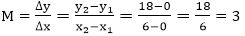 M = Δy/Δx = y₂−y₁/x₂−x₁ = 18−0/6−0 = 18/6 = 3